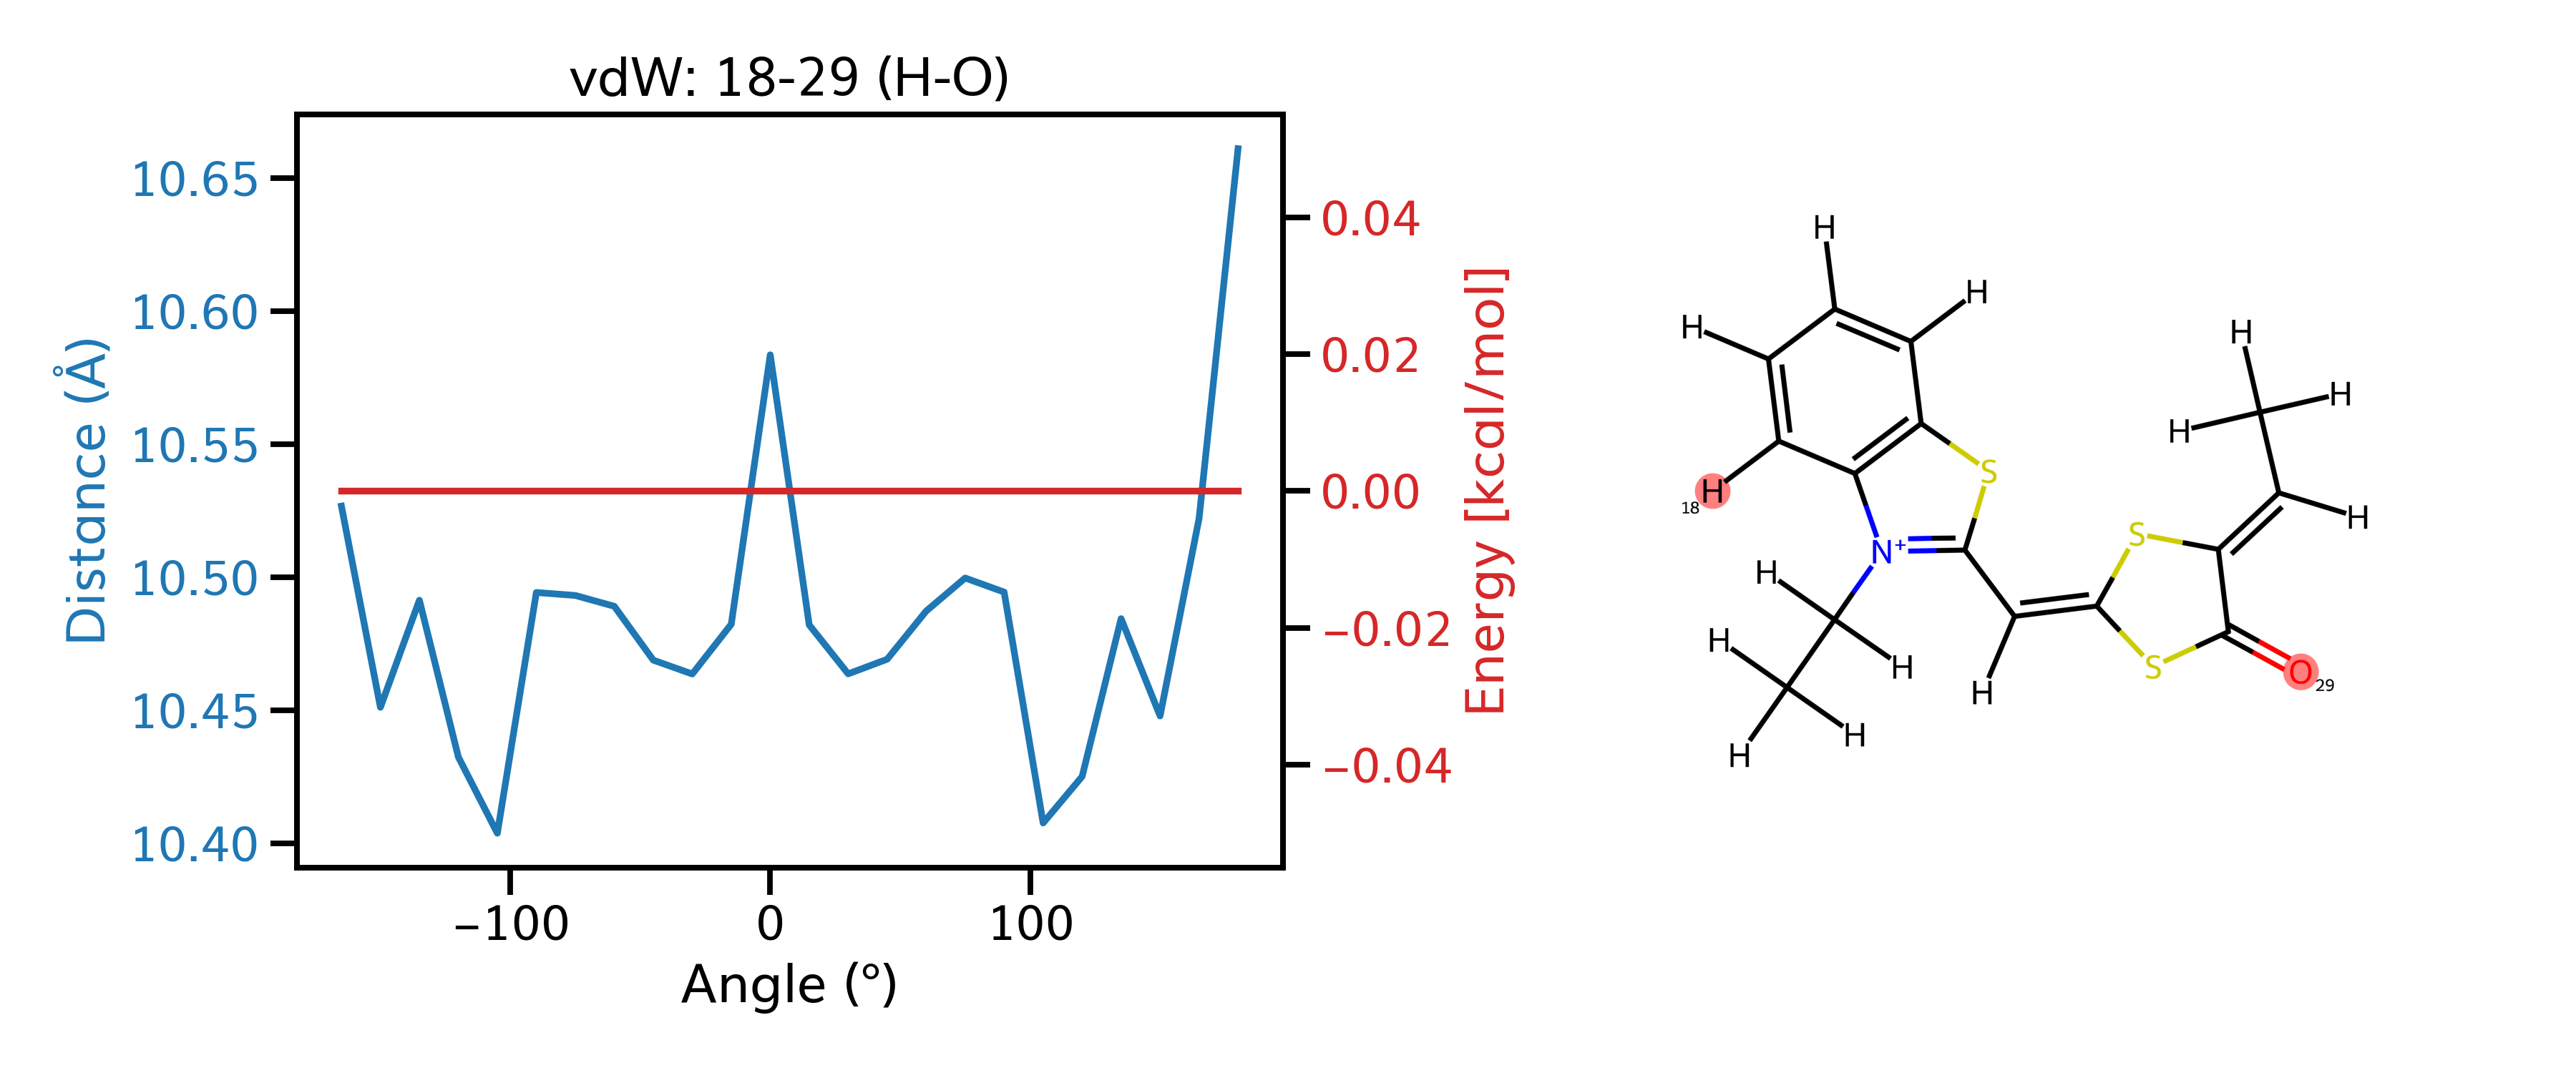 vdW: 18-29 (H-O)
10.65
10.60
10.55
10.50
10.45
10.40
Distance (Å)
0.04
0.02
0.00
−0.02
−0.04
Energy [kcal/mol]
−100
0
100
Angle (°)
H
H
H
H
H
H
S
H
18
H
S
N+
H
H
H
S
O
29
H
H
H
H